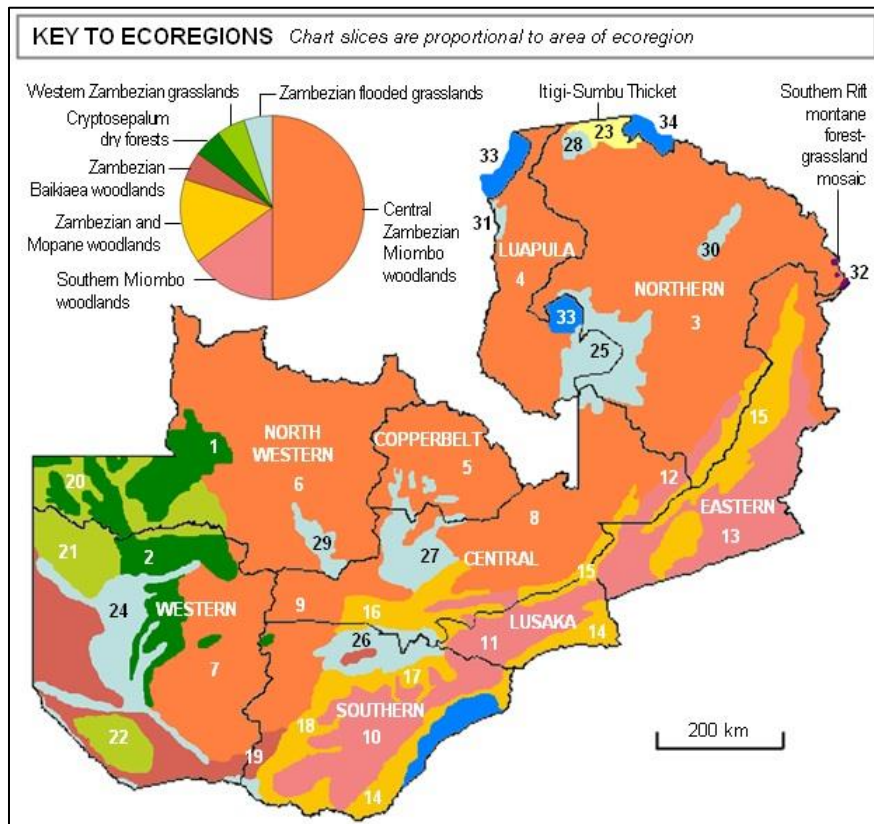 KEY TO ECOREGIONS Chart slices are proportional to area of ecoregion
Western Zambezian grasslands
Zambezian flooded grasslands
Cryptosepalum
dry forests
Zambezian
Baikiaea woodlands
Zambezian and
Mopane woodlands
Southern Miombo
woodlands
Central
Zambezian
Miombo
woodlands
Itigi-Sumbu Thicket
Southern Rift
montane
forest-
grassland
mosaic
23
34
28
33
31
30
LUAPULA
4
32
NORTHERN
3
33
25
15
NORTH
WESTERN
6
COPPERBELT
5
1
20
12
EASTERN
13
8
21
2
29
27
CENTRAL
24
WESTERN
7
9
16
15
LUSAKA
11
14
26
17
18
SOUTHERN
10
22
19
14
200 km